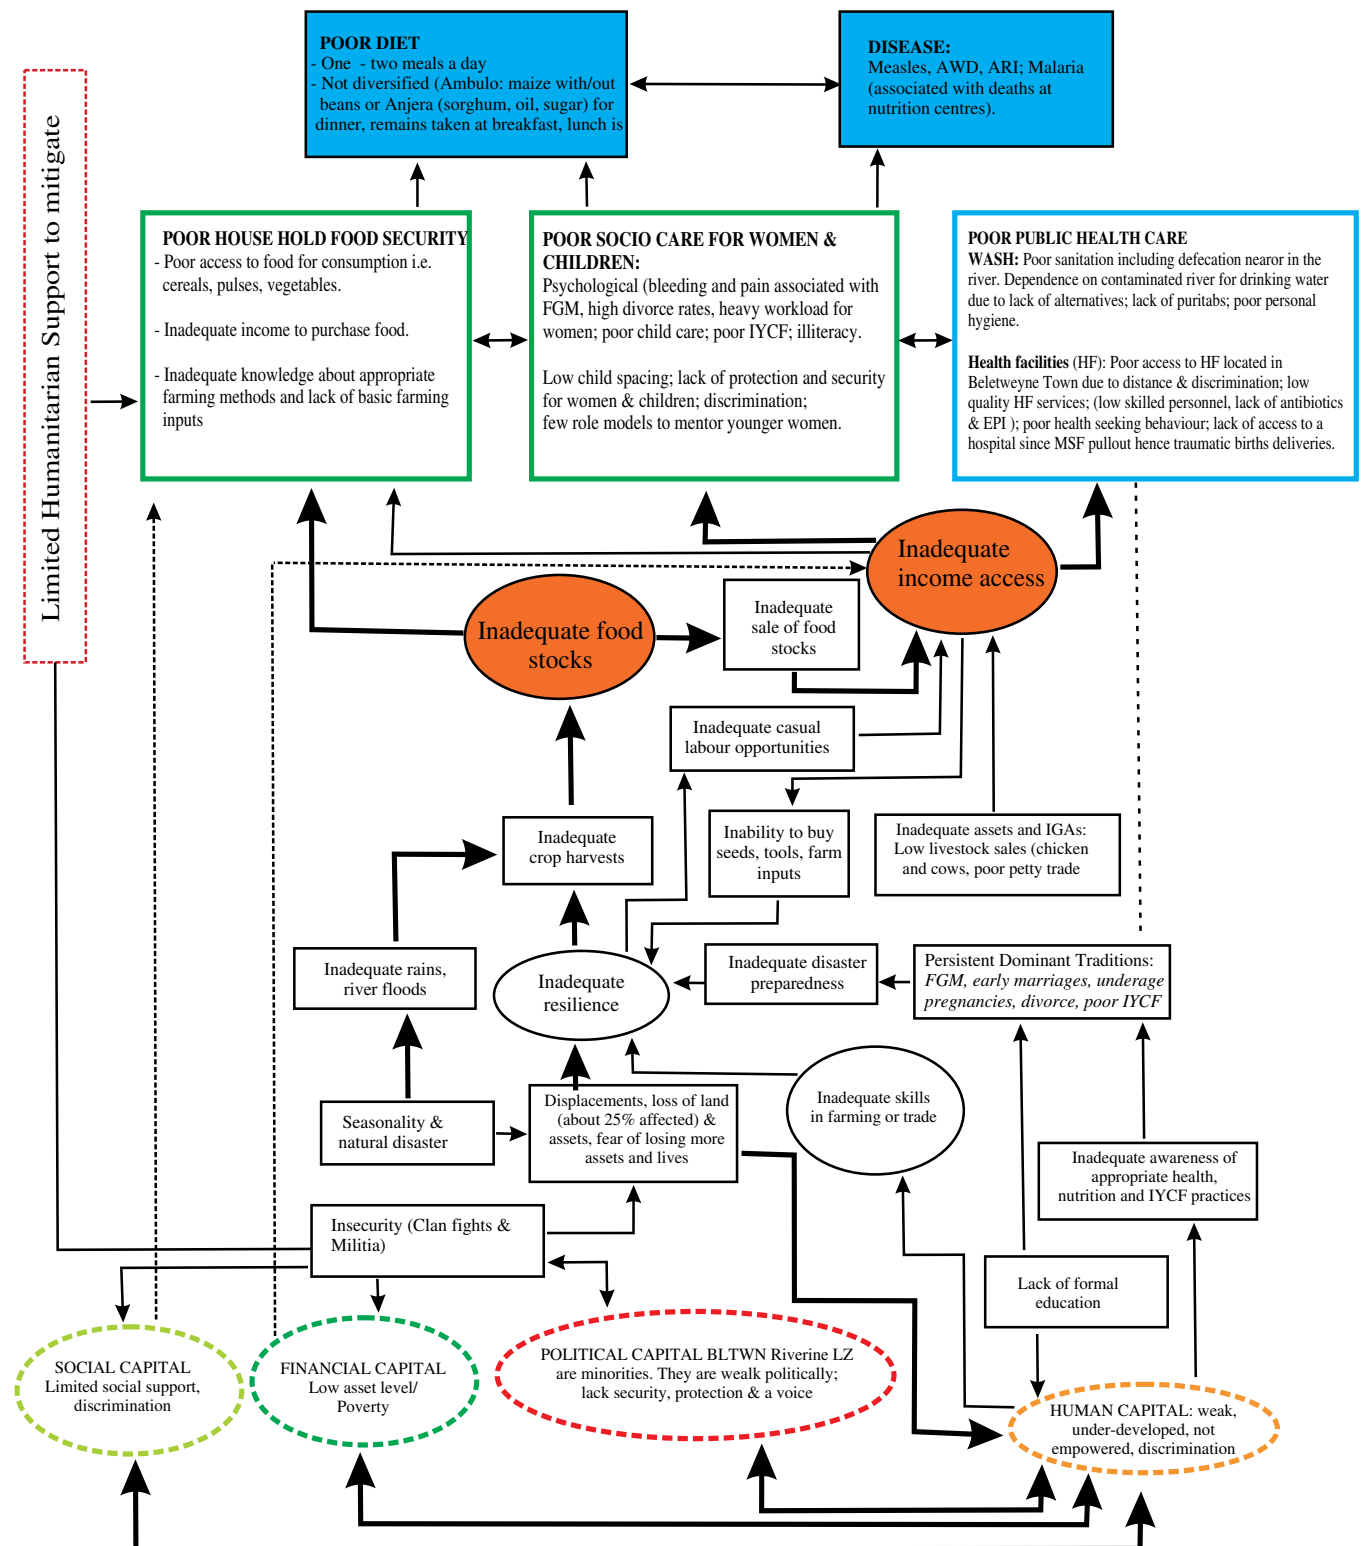 POOR DIET
- One - two meals a day
- Not diversified (Ambulo: maize with/out
beans or Anjera (sorghum, oil, sugar) for
dinner, remains taken at breakfast, lunch is
DISEASE:
Measles, AWD, ARI; Malaria
(associated with deaths at
nutrition centres).
Limited Humanitarian Support to mitigate
POOR HOUSE HOLD FOOD SECURITY
- Poor access to food for consumption i.e.
cereals, pulses, vegetables.
- Inadequate income to purchase food.
- Inadequate knowledge about appropriate
farming methods and lack of basic farming
inputs
POOR SOCIO CARE FOR WOMEN &
CHILDREN:
Psychological (bleeding and pain associated with
FGM, high divorce rates, heavy workload for
women; poor child care; poor IYCF; illiteracy.
Low child spacing; lack of protection and security
for women & children; discrimination;
few role models to mentor younger women.
POOR PUBLIC HEALTH CARE
WASH: Poor sanitation including defecation nearor in the
river. Dependence on contaminated river for drinking water
due to lack of alternatives; lack of puritabs; poor personal
hygiene.
Health facilities (HF): Poor access to HF located in
Beletweyne Town due to distance & discrimination; low
quality HF services; (low skilled personnel, lack of antibiotics
& EPI ); poor health seeking behaviour; lack of access to a
hospital since MSF pullout hence traumatic births deliveries.
Inadequate
income access
Inadequate food
stocks
Inadequate
sale of food
stocks
Inadequate casual
labour opportunities
Inadequate
crop harvests
Inability to buy
seeds, tools, farm
inputs
Inadequate assets and IGAs:
Low livestock sales (chicken
and cows, poor petty trade
Inadequate rains,
river floods
Inadequate
resilience
Inadequate disaster
preparedness
Persistent Dominant Traditions:
FGM, early marriages, underage
pregnancies, divorce, poor IYCF
Seasonality &
natural disaster
Displacements, loss of land
(about 25% affected) &
assets, fear of losing more
assets and lives
Inadequate skills
in farming or trade
Inadequate awareness of
appropriate health,
nutrition and IYCF practices
Insecurity (Clan fights &
Militia)
Lack of formal
education
SOCIAL CAPITAL
Limited social support,
discrimination
FINANCIAL CAPITAL
Low asset level/
Poverty
POLITICAL CAPITAL BLTWN Riverine LZ
are minorities. They are wealk politically;
lack security, protection & a voice
HUMAN CAPITAL: weak,
under-developed, not
empowered, discrimination